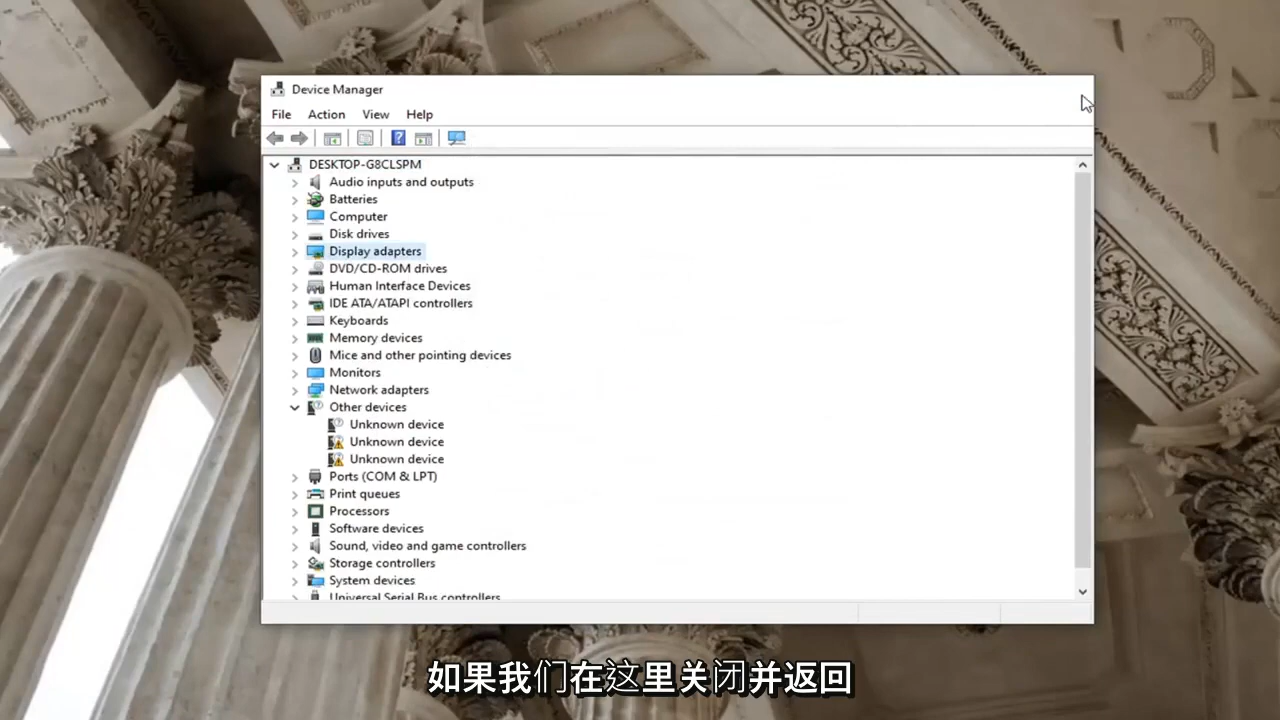 Device Manager
File Action View Help
DESKTOP-G8CLSPM
Audio inputs and outputs
Batteries
Computer
Disk drives
Display adapters
DVD/CD-ROM drives
Human Interface Devices
IDE ATA/ATAPI controllers
Keyboards
Memory devices
Mice and other pointing devices
Monitors
Network adapters
Other devices
Unknown device
Unknown device
Unknown device
Ports (COM & LPT)
Print queues
Processors
Software devices
Sound, video and game controllers
Storage controllers
System devices
Universal Serial Bus controllers
如果我们在这里关闭并返回